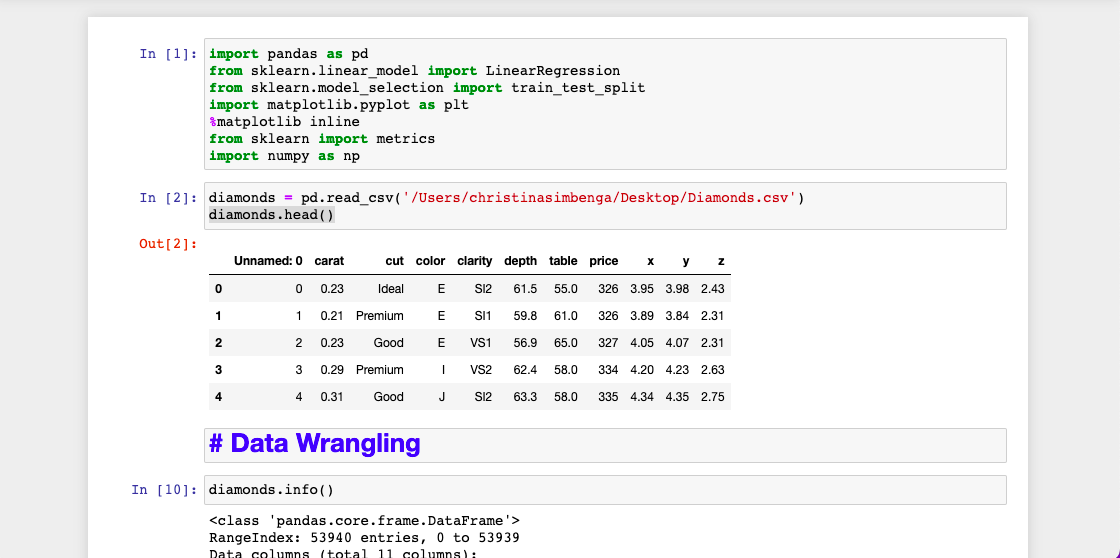 In [1]: import pandas as pd
from sklearn.linear_model import LinearRegression
from sklearn.model_selection import train_test_split
import matplotlib.pyplot as plt
%matplotlib inline
from sklearn import metrics
import numpy as np
In [2]: diamonds = pd.read_csv('/Users/christinasimbenga/Desktop/Diamonds.csv')
diamonds.head()
Out[2]:
Unnamed: 0 carat cut color clarity depth table price x y z
0 0 0.23 Ideal E SI2 61.5 55.0 326 3.95 3.98 2.43
1 1 0.21 Premium E SI1 59.8 61.0 326 3.89 3.84 2.31
2 2 0.23 Good E VS1 56.9 65.0 327 4.05 4.07 2.31
3 3 0.29 Premium I VS2 62.4 58.0 334 4.20 4.23 2.63
4 4 0.31 Good J SI2 63.3 58.0 335 4.34 4.35 2.75
# Data Wrangling
In [10]: diamonds.info()
<class 'pandas.core.frame.DataFrame'>
RangeIndex: 53940 entries, 0 to 53939
Data columns (total 11 columns):